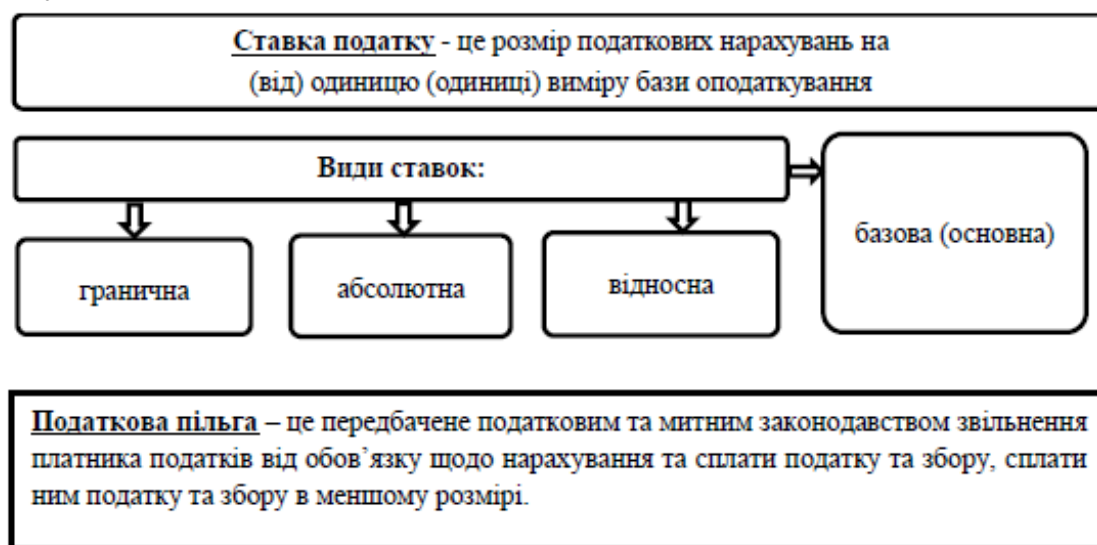 Ставка податку - це розмір податкових нарахувань на
(від) одиницю (одиниці) виміру бази оподаткування
Види ставок:
базова (основна)
гранична
абсолютна
відносна
Податкова пільга – це передбачене податковим та митним законодавством звільнення
платника податків від обов’язку щодо нарахування та сплати податку та збору, сплати
ним податку та збору в меншому розмірі.